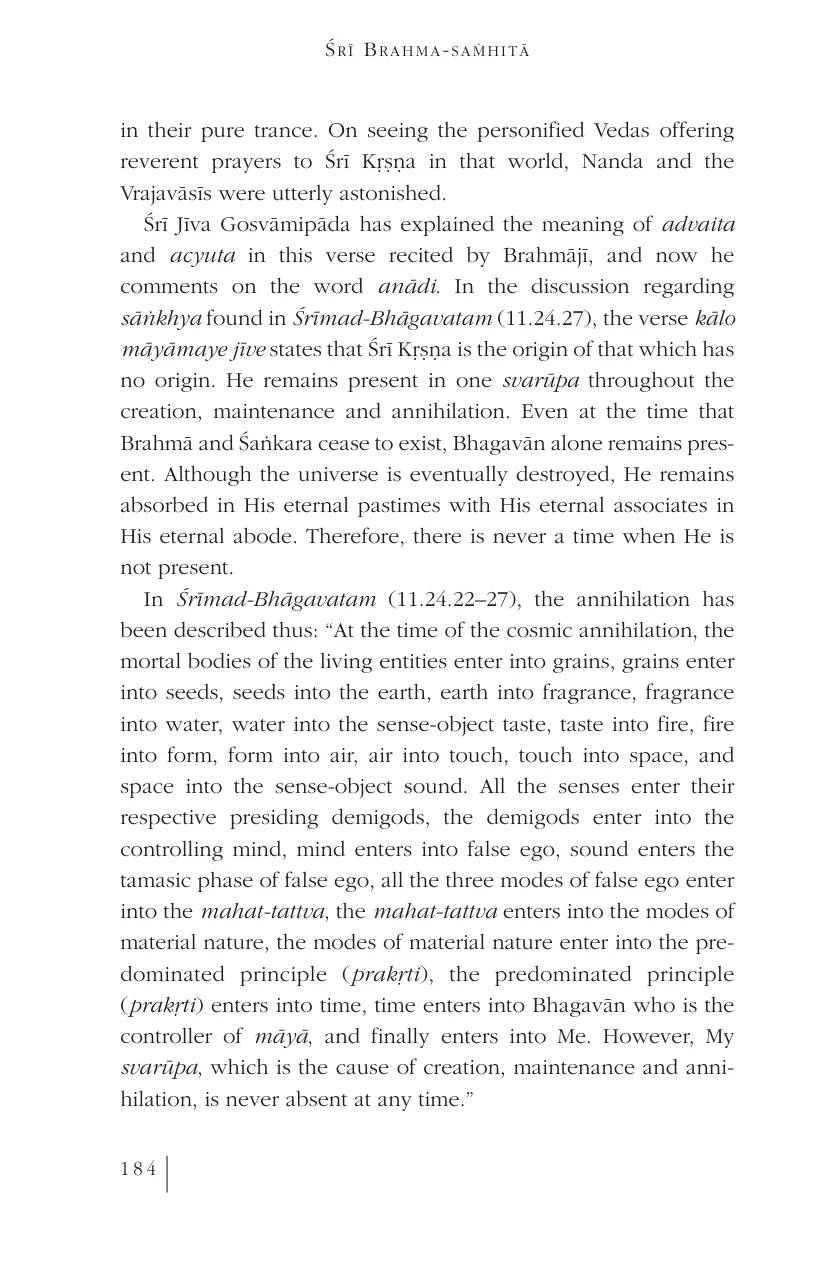 ŚRĪ BRAHMA-SAṀHITĀ
in their pure trance. On seeing the personified Vedas offering
reverent prayers to Śrī Kṛṣṇa in that world, Nanda and the
Vrajavāsīs were utterly astonished.
Śrī Jīva Gosvāmipāda has explained the meaning of advaita
and acyuta in this verse recited by Brahmājī, and now he
comments on the word anādi. In the discussion regarding
sāṅkhya found in Śrīmad-Bhāgavatam (11.24.27), the verse kālo
māyāmaye jīve states that Śrī Kṛṣṇa is the origin of that which has
no origin. He remains present in one svarūpa throughout the
creation, maintenance and annihilation. Even at the time that
Brahmā and Śaṅkara cease to exist, Bhagavān alone remains pres-
ent. Although the universe is eventually destroyed, He remains
absorbed in His eternal pastimes with His eternal associates in
His eternal abode. Therefore, there is never a time when He is
not present.
In Śrīmad-Bhāgavatam (11.24.22–27), the annihilation has
been described thus: “At the time of the cosmic annihilation, the
mortal bodies of the living entities enter into grains, grains enter
into seeds, seeds into the earth, earth into fragrance, fragrance
into water, water into the sense-object taste, taste into fire, fire
into form, form into air, air into touch, touch into space, and
space into the sense-object sound. All the senses enter their
respective presiding demigods, the demigods enter into the
controlling mind, mind enters into false ego, sound enters the
tamasic phase of false ego, all the three modes of false ego enter
into the mahat-tattva, the mahat-tattva enters into the modes of
material nature, the modes of material nature enter into the pre-
dominated principle (prakṛti), the predominated principle
(prakṛti) enters into time, time enters into Bhagavān who is the
controller of māyā, and finally enters into Me. However, My
svarūpa, which is the cause of creation, maintenance and anni-
hilation, is never absent at any time.”
184